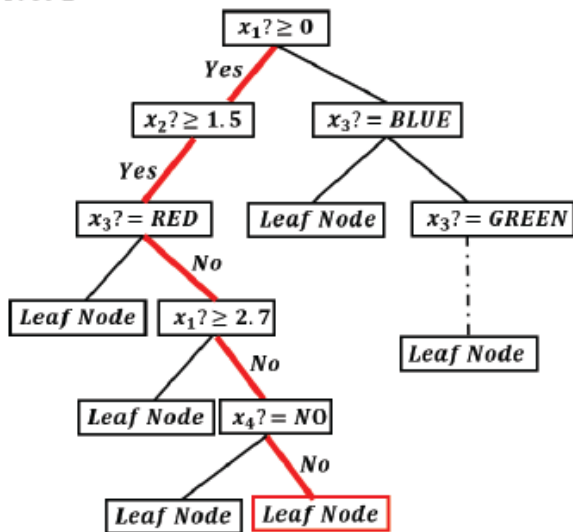 x₁? ≥ 0
Yes
x₂? ≥ 1.5
x₃? = BLUE
Yes
x₃? = RED
Leaf Node
x₃? = GREEN
No
Leaf Node
x₁? ≥ 2.7
No
Leaf Node
Leaf Node
x₄? = NO
No
Leaf Node
Leaf Node